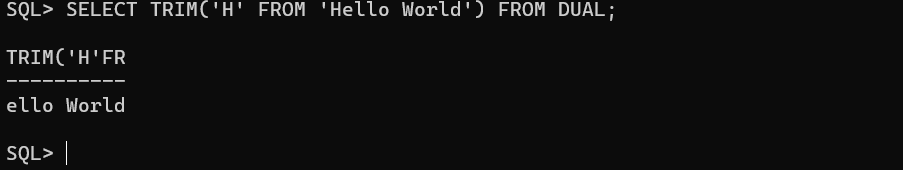 SQL> SELECT TRIM('H' FROM 'Hello World') FROM DUAL;
TRIM('H'FR
----------
ello World
SQL>